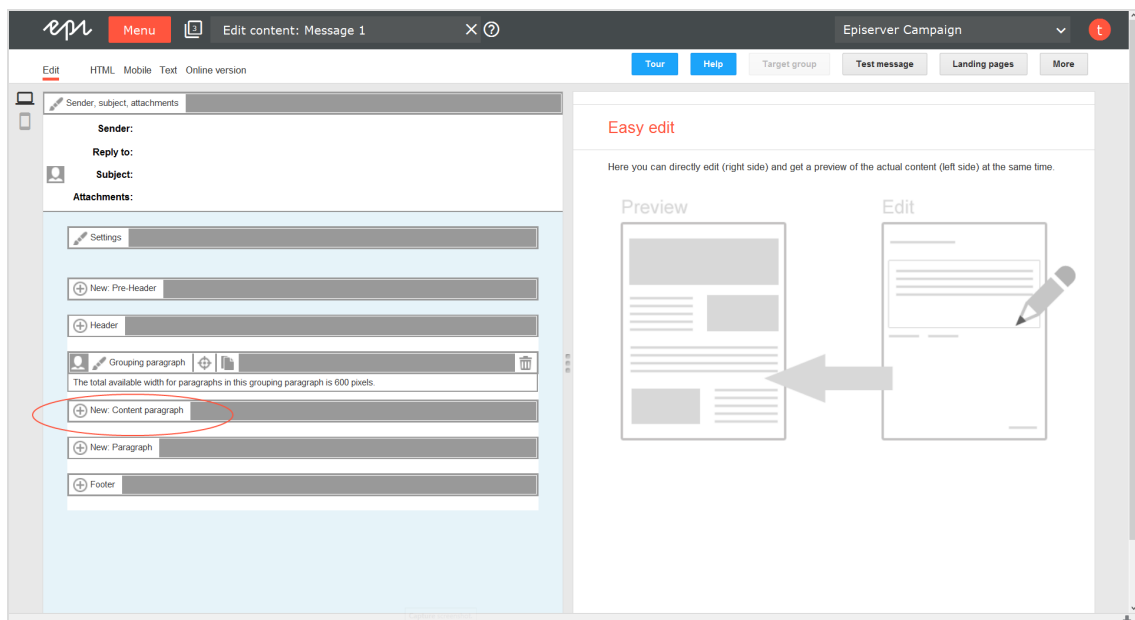 epi Menu 3 Edit content: Message 1 Episerver Campaign t
Edit HTML Mobile Text Online version Tour Help Target group Test message Landing pages More
Sender, subject, attachments
Sender:
Reply to:
Subject:
Attachments:
Settings
New: Pre-Header
Header
Grouping paragraph
The total available width for paragraphs in this grouping paragraph is 600 pixels.
New: Content paragraph
New: Paragraph
Footer
Easy edit
Here you can directly edit (right side) and get a preview of the actual content (left side) at the same time.
Preview Edit